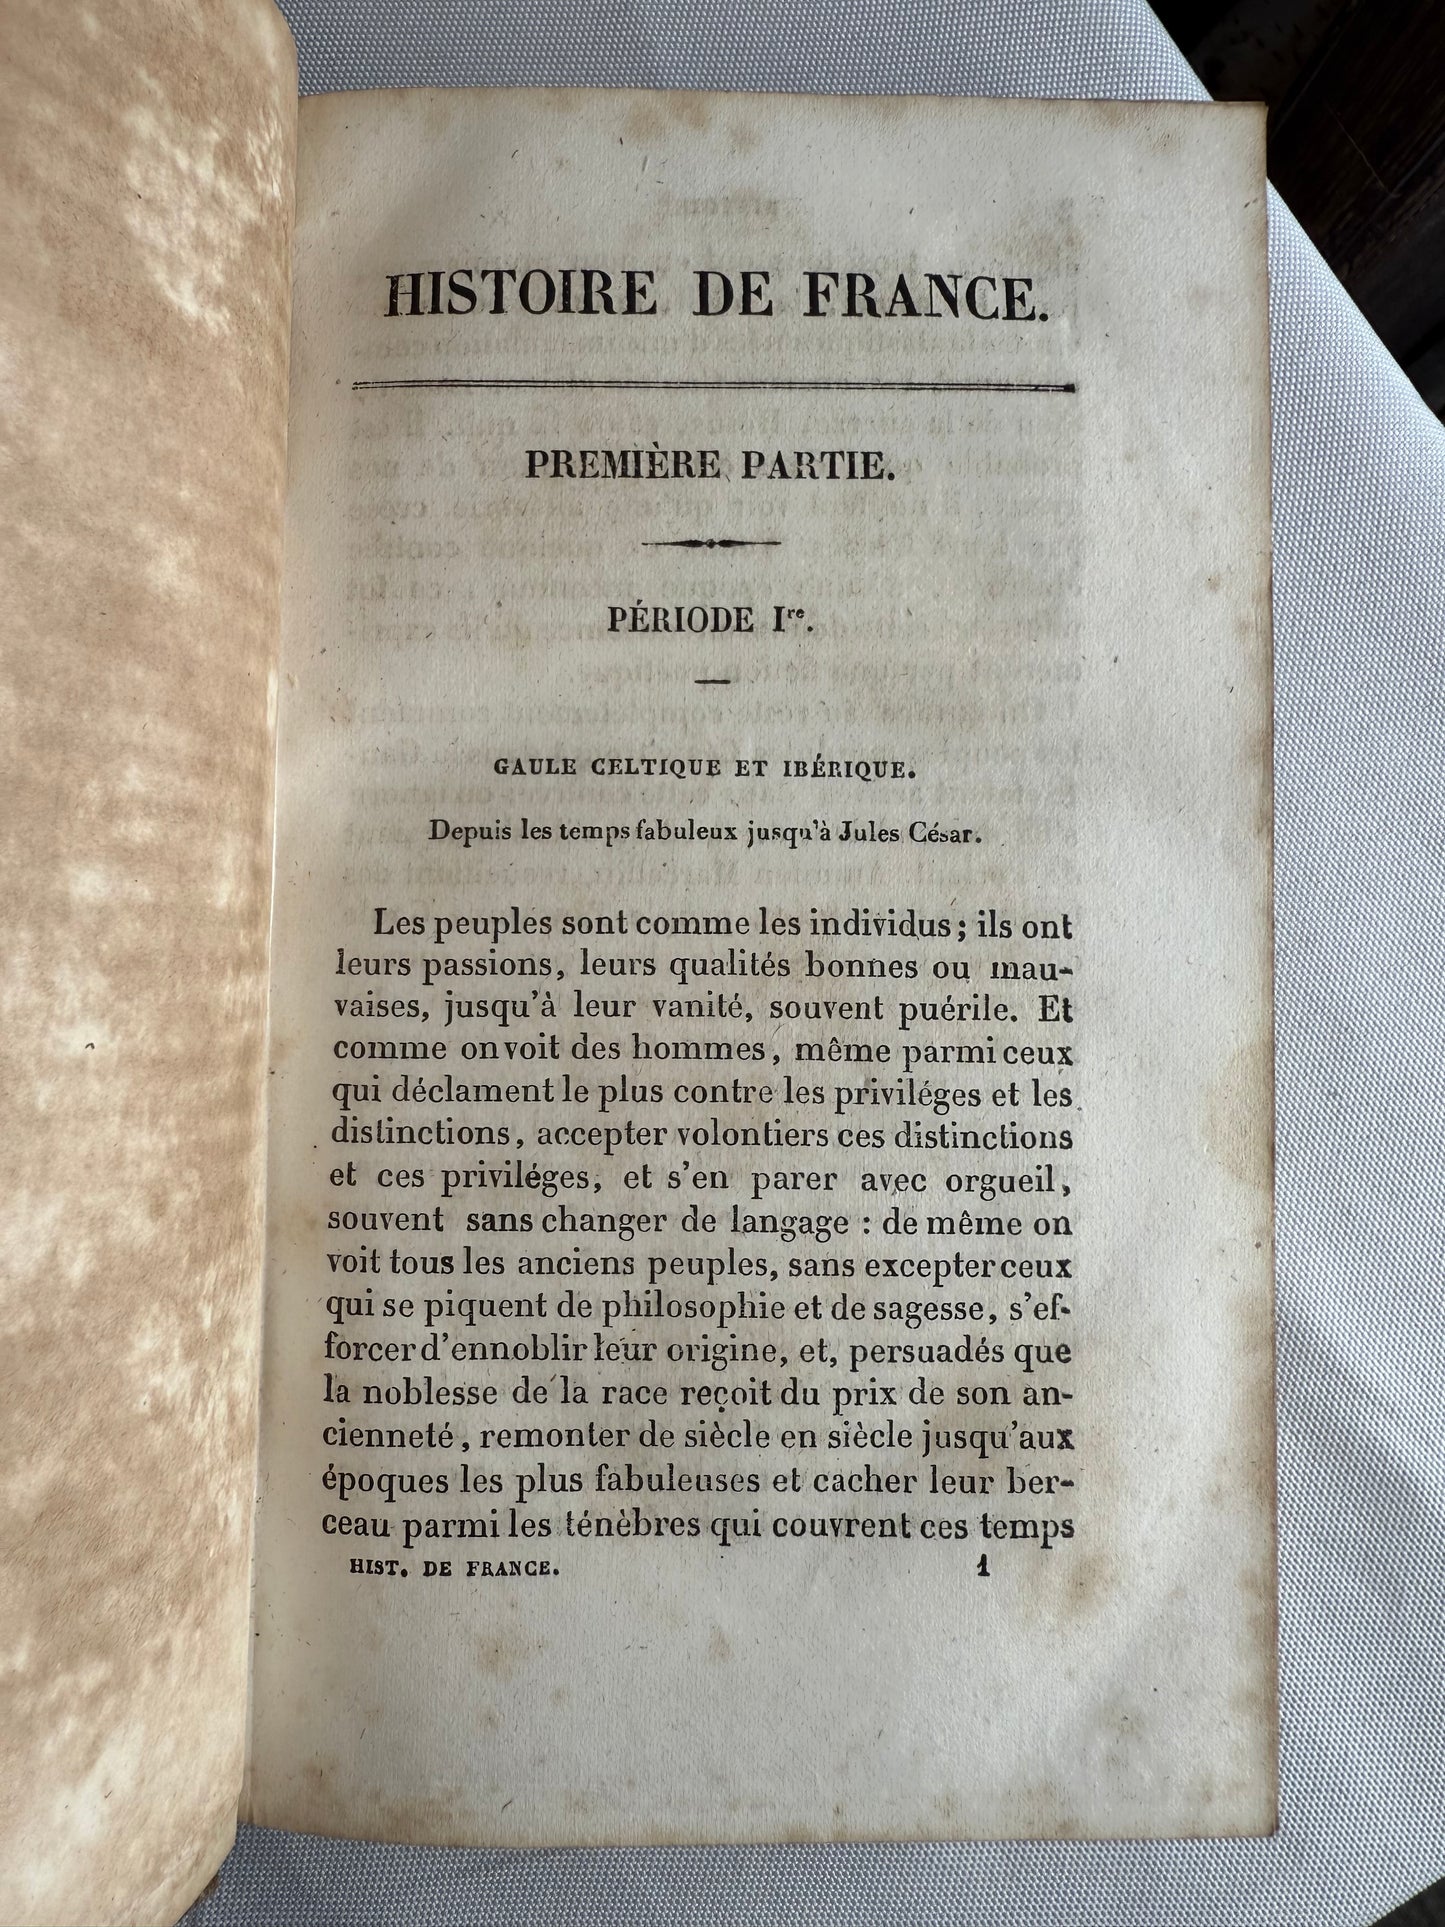 HISTOIRE DE FRANCE.
PREMIÈRE PARTIE.
PÉRIODE Iʳᵉ.
GAULE CELTIQUE ET IBÉRIQUE.
Depuis les temps fabuleux jusqu'à Jules César.
Les peuples sont comme les individus ; ils ont
leurs passions, leurs qualités bonnes ou mau-
vaises, jusqu'à leur vanité, souvent puérile. Et
comme on voit des hommes, même parmi ceux
qui déclament le plus contre les priviléges et les
distinctions, accepter volontiers ces distinctions
et ces priviléges, et s'en parer avec orgueil,
souvent sans changer de langage : de même on
voit tous les anciens peuples, sans excepter ceux
qui se piquent de philosophie et de sagesse, s'ef-
forcer d'ennoblir leur origine, et, persuadés que
la noblesse de la race reçoit du prix de son an-
cienneté, remonter de siècle en siècle jusqu'aux
époques les plus fabuleuses et cacher leur ber-
ceau parmi les ténèbres qui couvrent ces temps
HIST. DE FRANCE. 1